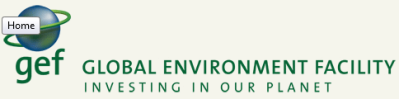 Home
gef
GLOBAL ENVIRONMENT FACILITY
INVESTING IN OUR PLANET